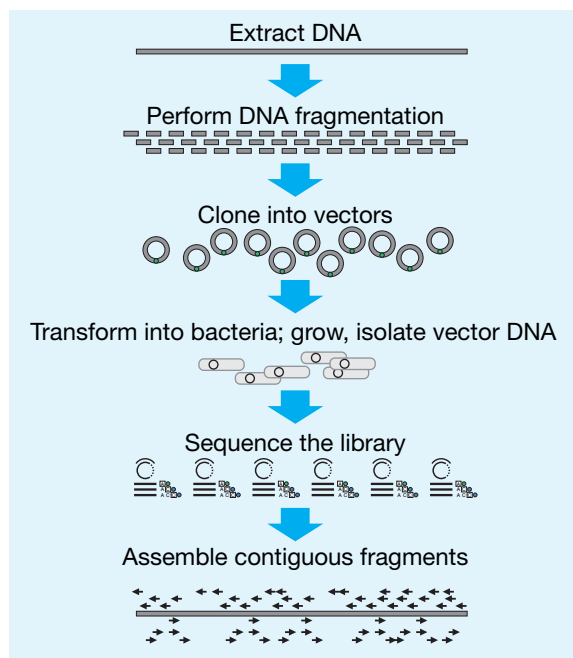 Extract DNA
Perform DNA fragmentation
Clone into vectors
Transform into bacteria; grow, isolate vector DNA
Sequence the library
Assemble contiguous fragments